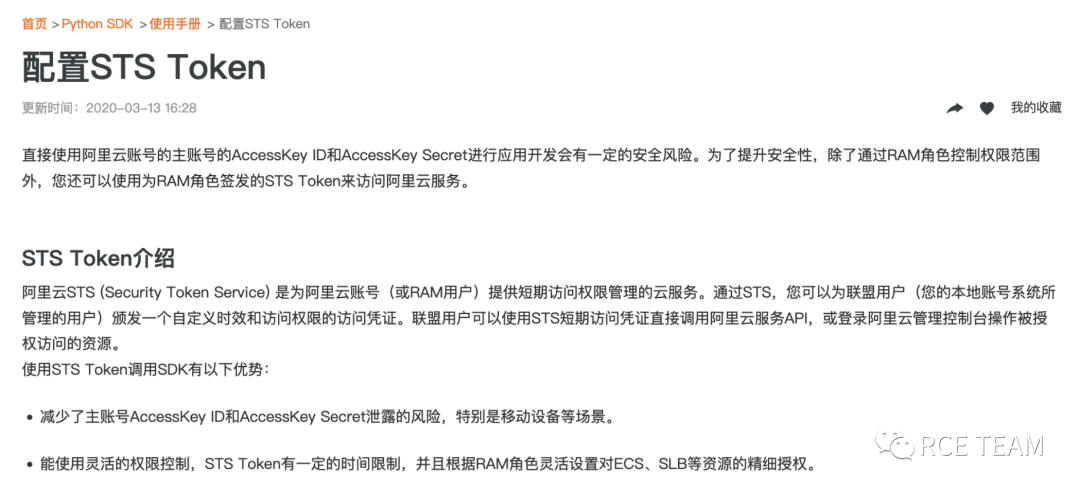 首页 > Python SDK > 使用手册 > 配置STS Token
配置STS Token
更新时间：2020-03-13 16:28
我的收藏
直接使用阿里云账号的主账号的AccessKey ID和AccessKey Secret进行应用开发会有一定的安全风险。为了提升安全性，除了通过RAM角色控制权限范围
外，您还可以使用为RAM角色签发的STS Token来访问阿里云服务。
STS Token介绍
阿里云STS (Security Token Service) 是为阿里云账号（或RAM用户）提供短期访问权限管理的云服务。通过STS，您可以为联盟用户（您的本地账号系统所
管理的用户）颁发一个自定义时效和访问权限的访问凭证。联盟用户可以使用STS短期访问凭证直接调用阿里云服务API，或登录阿里云管理控制台操作被授
权访问的资源。
使用STS Token调用SDK有以下优势：
• 减少了主账号AccessKey ID和AccessKey Secret泄露的风险，特别是移动设备等场景。
• 能使用灵活的权限控制，STS Token有一定的时间限制，并且根据RAM角色灵活设置对ECS、SLB等资源的精细授权。
RCE TEAM